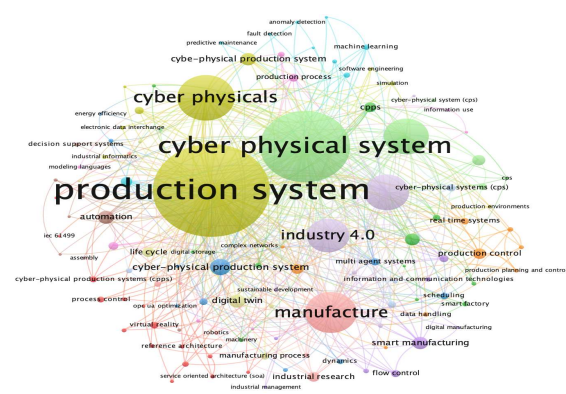 anomaly detection
fault detection
predictive maintenance
machine learning
cybe-physical production system
software engineering
production process
simulation
cyber physicals
cpps
cyber-physical system (cps)
information use
energy efficiency
electronic data interchange
decision support systems
cyber physical system
industrial informatics
modeling languages
cps
production system
cyber-physical systems (cps)
production environments
automation
real time systems
iec 61499
industry 4.0
complex networks
life cycle
digital storage
production control
assembly
multi agent systems
cyber-physical production system
production planning and contro
cyber-physical production systems (cpps)
information and communication technologies
sustainable development
scheduling
process control
ope ua optimization
digital twin
smart factory
manufacture
data handling
virtual reality
digital manufacturing
robotics
machinery
reference architecture
smart manufacturing
manufacturing process
dynamics
service oriented architecture (soa)
industrial research
flow control
industrial management